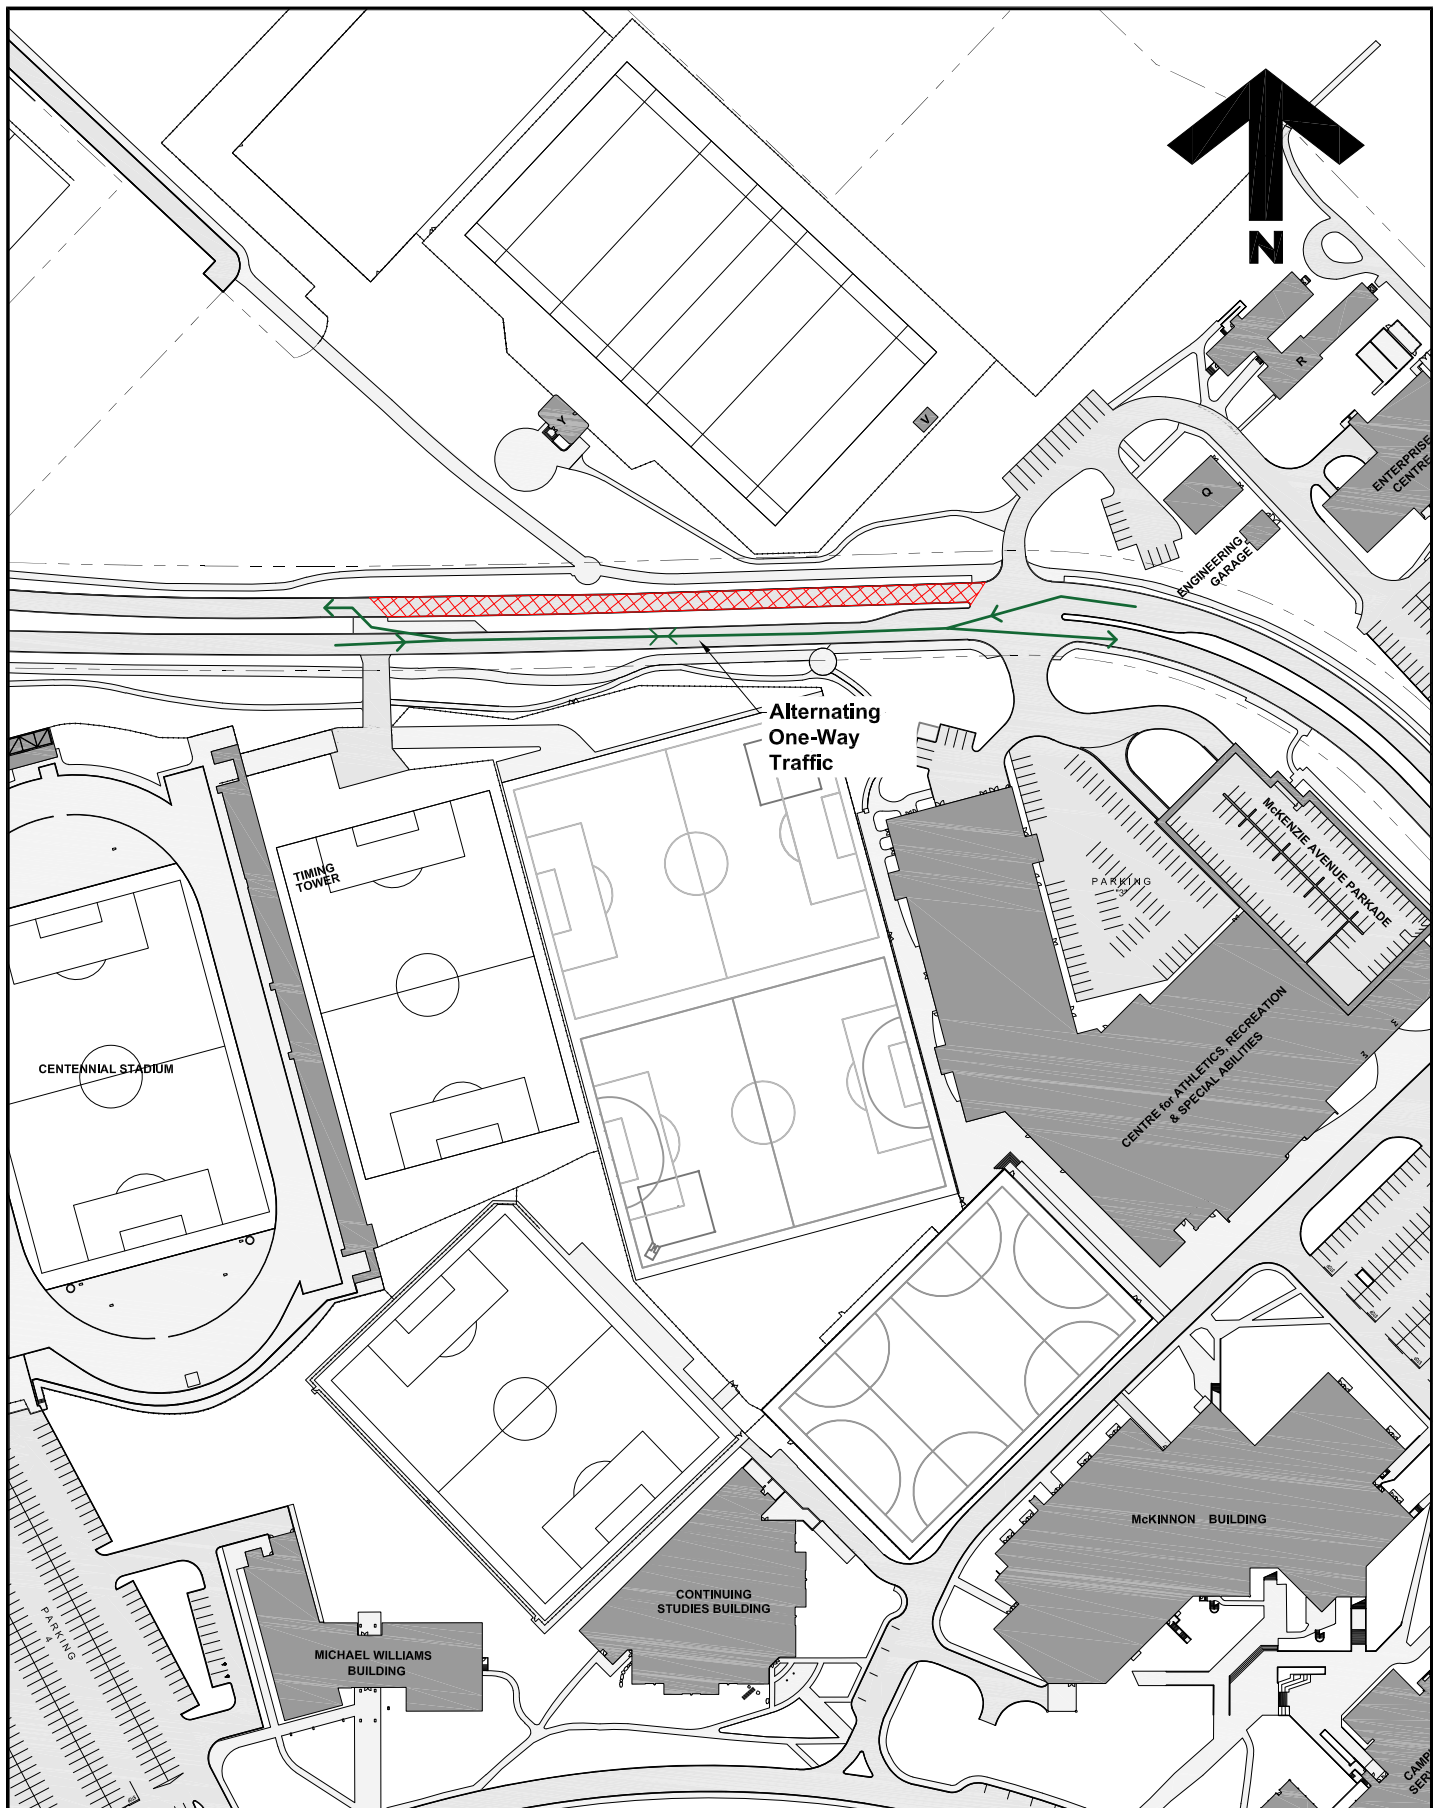 N
R
Y
V
ENTERPRISE
CENTRE
Q
ENGINEERING
GARAGE
Alternating
One-Way
Traffic
McKENZIE AVENUE PARKADE
TIMING
TOWER
PARKING
"3"
CENTENNIAL STADIUM
CENTRE for ATHLETICS, RECREATION
& SPECIAL ABILITIES
McKINNON BUILDING
CONTINUING
STUDIES BUILDING
PARKING
4
MICHAEL WILLIAMS
BUILDING